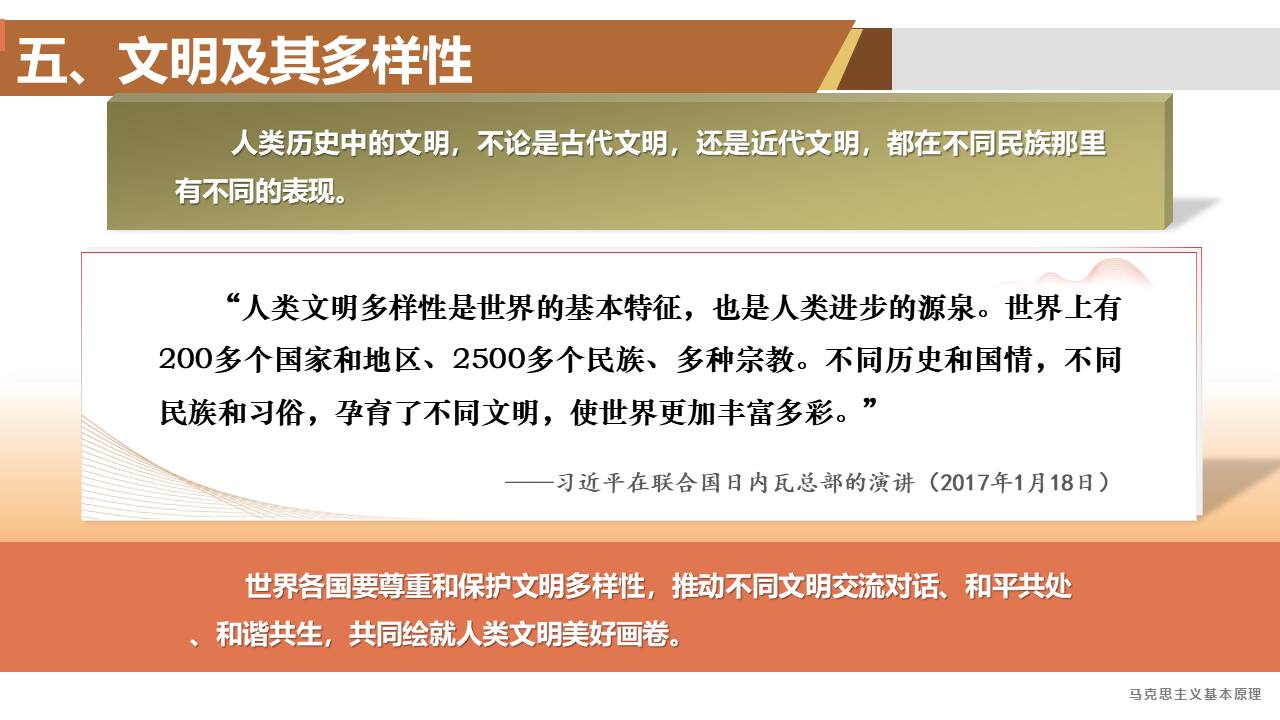 五、文明及其多样性
人类历史中的文明，不论是古代文明，还是近代文明，都在不同民族那里
有不同的表现。
“人类文明多样性是世界的基本特征，也是人类进步的源泉。世界上有
200多个国家和地区、2500多个民族、多种宗教。不同历史和国情，不同
民族和习俗，孕育了不同文明，使世界更加丰富多彩。”
——习近平在联合国日内瓦总部的演讲（2017年1月18日）
世界各国要尊重和保护文明多样性，推动不同文明交流对话、和平共处
、和谐共生，共同绘就人类文明美好画卷。
马克思主义基本原理